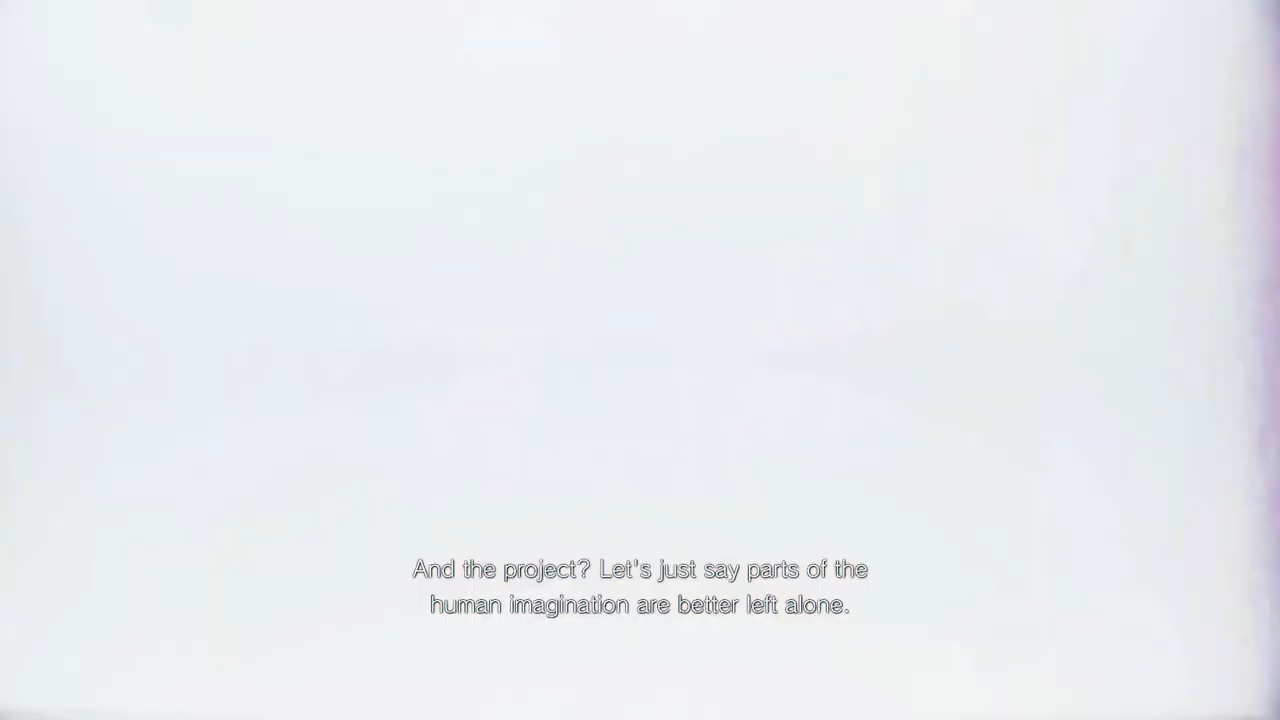 And the project? Let's just say parts of the
human imagination are better left alone.